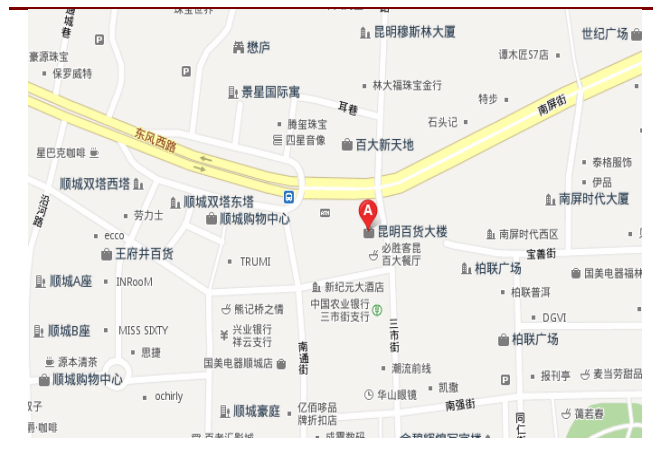 昆明穆斯林大厦
世纪广场
懋庐
豪源珠宝
谭木匠S7店
保罗威特
景星国际寓
林大福珠宝金行
特步
南屏街
耳巷
石头记
腾玺珠宝
东风西路
四星音像
百大新天地
星巴克咖啡
泰格服饰
伊品
顺城双塔西塔
顺城双塔东塔
南屏时代大厦
沿河路
劳力士
顺城购物中心
A
昆明百货大楼
南屏时代西区
ecco
必胜客昆
百大餐厅
宝善街
王府井百货
TRUMI
柏联广场
国美电器福林
顺城A座
INRooM
新纪元大酒店
柏联普洱
熊记桥之情
中国农业银行
三市街支行
DGVI
顺城B座
MISS SIXTY
兴业银行
祥云支行
三市街
柏联广场
思捷
南通街
源本清茶
国美电器顺城店
潮流前线
报刊亭
麦当劳甜品
顺城购物中心
凯撒
ochirly
华山眼镜
南强街
顺城豪庭
亿佰哆品
牌折扣店
同仁
蔼若春